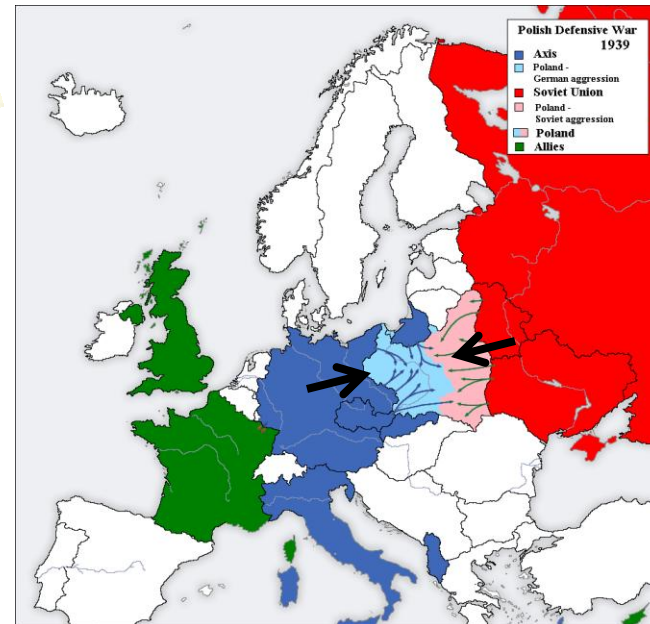 Polish Defensive War
1939
Axis
Poland -
German aggression
Soviet Union
Poland -
Soviet aggression
Poland
Allies